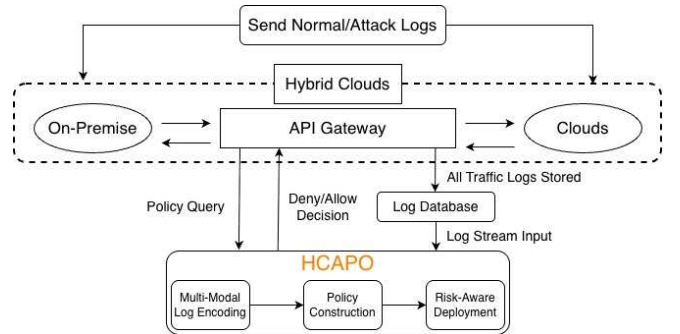 Send Normal/Attack Logs
Hybrid Clouds
On-Premise
API Gateway
Clouds
All Traffic Logs Stored
Policy Query
Deny/Allow
Decision
Log Database
Log Stream Input
HCAPO
Multi-Modal
Log Encoding
Policy
Construction
Risk-Aware
Deployment